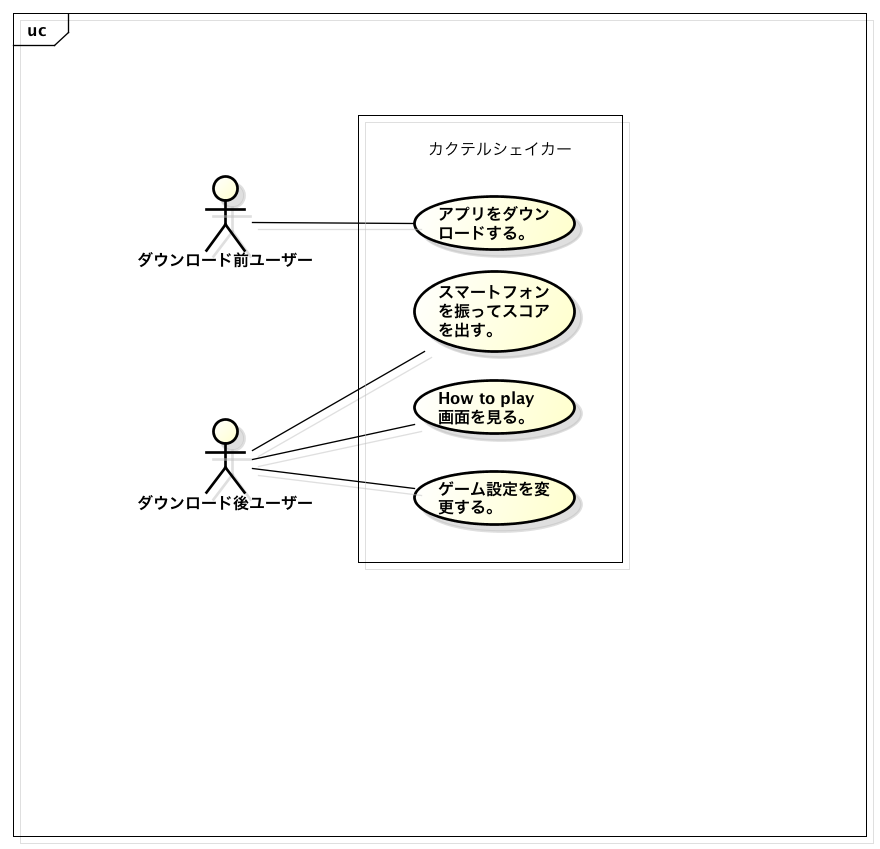 uc
カクテルシェイカー
アプリをダウン
ロードする。
ダウンロード前ユーザー
スマートフォン
を振ってスコア
を出す。
How to play
画面を見る。
ダウンロード後ユーザー
ゲーム設定を変
更する。